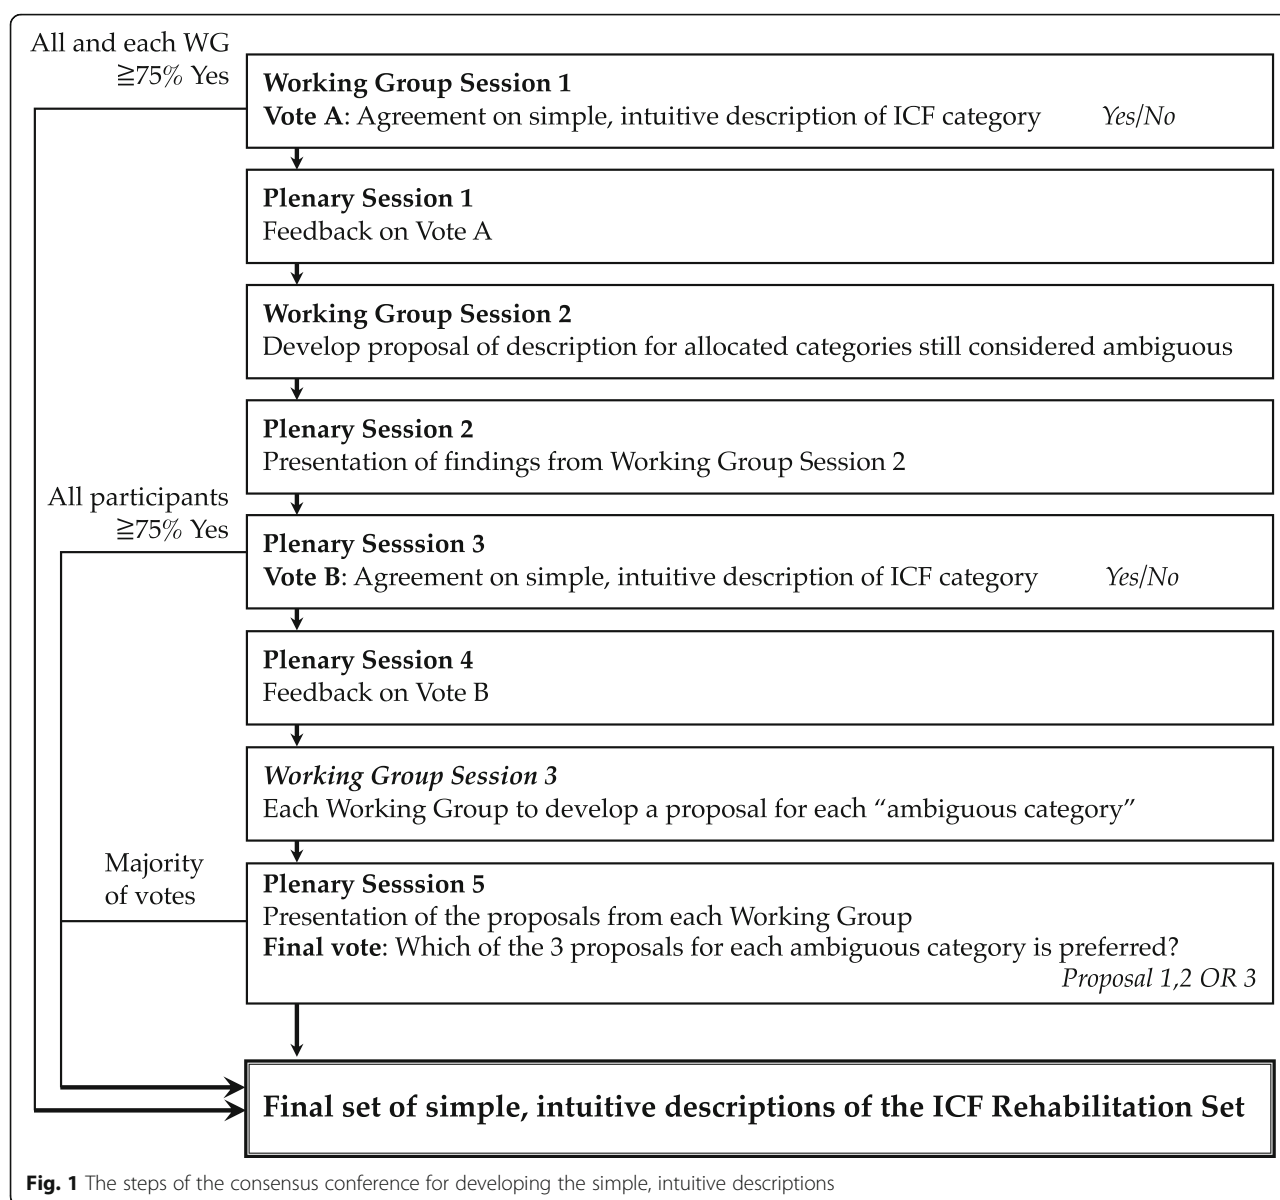 All and each WG
≧75% Yes
Working Group Session 1
Vote A: Agreement on simple, intuitive description of ICF category Yes/No
Plenary Session 1
Feedback on Vote A
Working Group Session 2
Develop proposal of description for allocated categories still considered ambiguous
Plenary Session 2
Presentation of findings from Working Group Session 2
All participants
≧75% Yes
Plenary Sesssion 3
Vote B: Agreement on simple, intuitive description of ICF category Yes/No
Plenary Session 4
Feedback on Vote B
Working Group Session 3
Each Working Group to develop a proposal for each “ambiguous category”
Majority
of votes
Plenary Sesssion 5
Presentation of the proposals from each Working Group
Final vote: Which of the 3 proposals for each ambiguous category is preferred?
Proposal 1,2 OR 3
Final set of simple, intuitive descriptions of the ICF Rehabilitation Set
Fig. 1 The steps of the consensus conference for developing the simple, intuitive descriptions